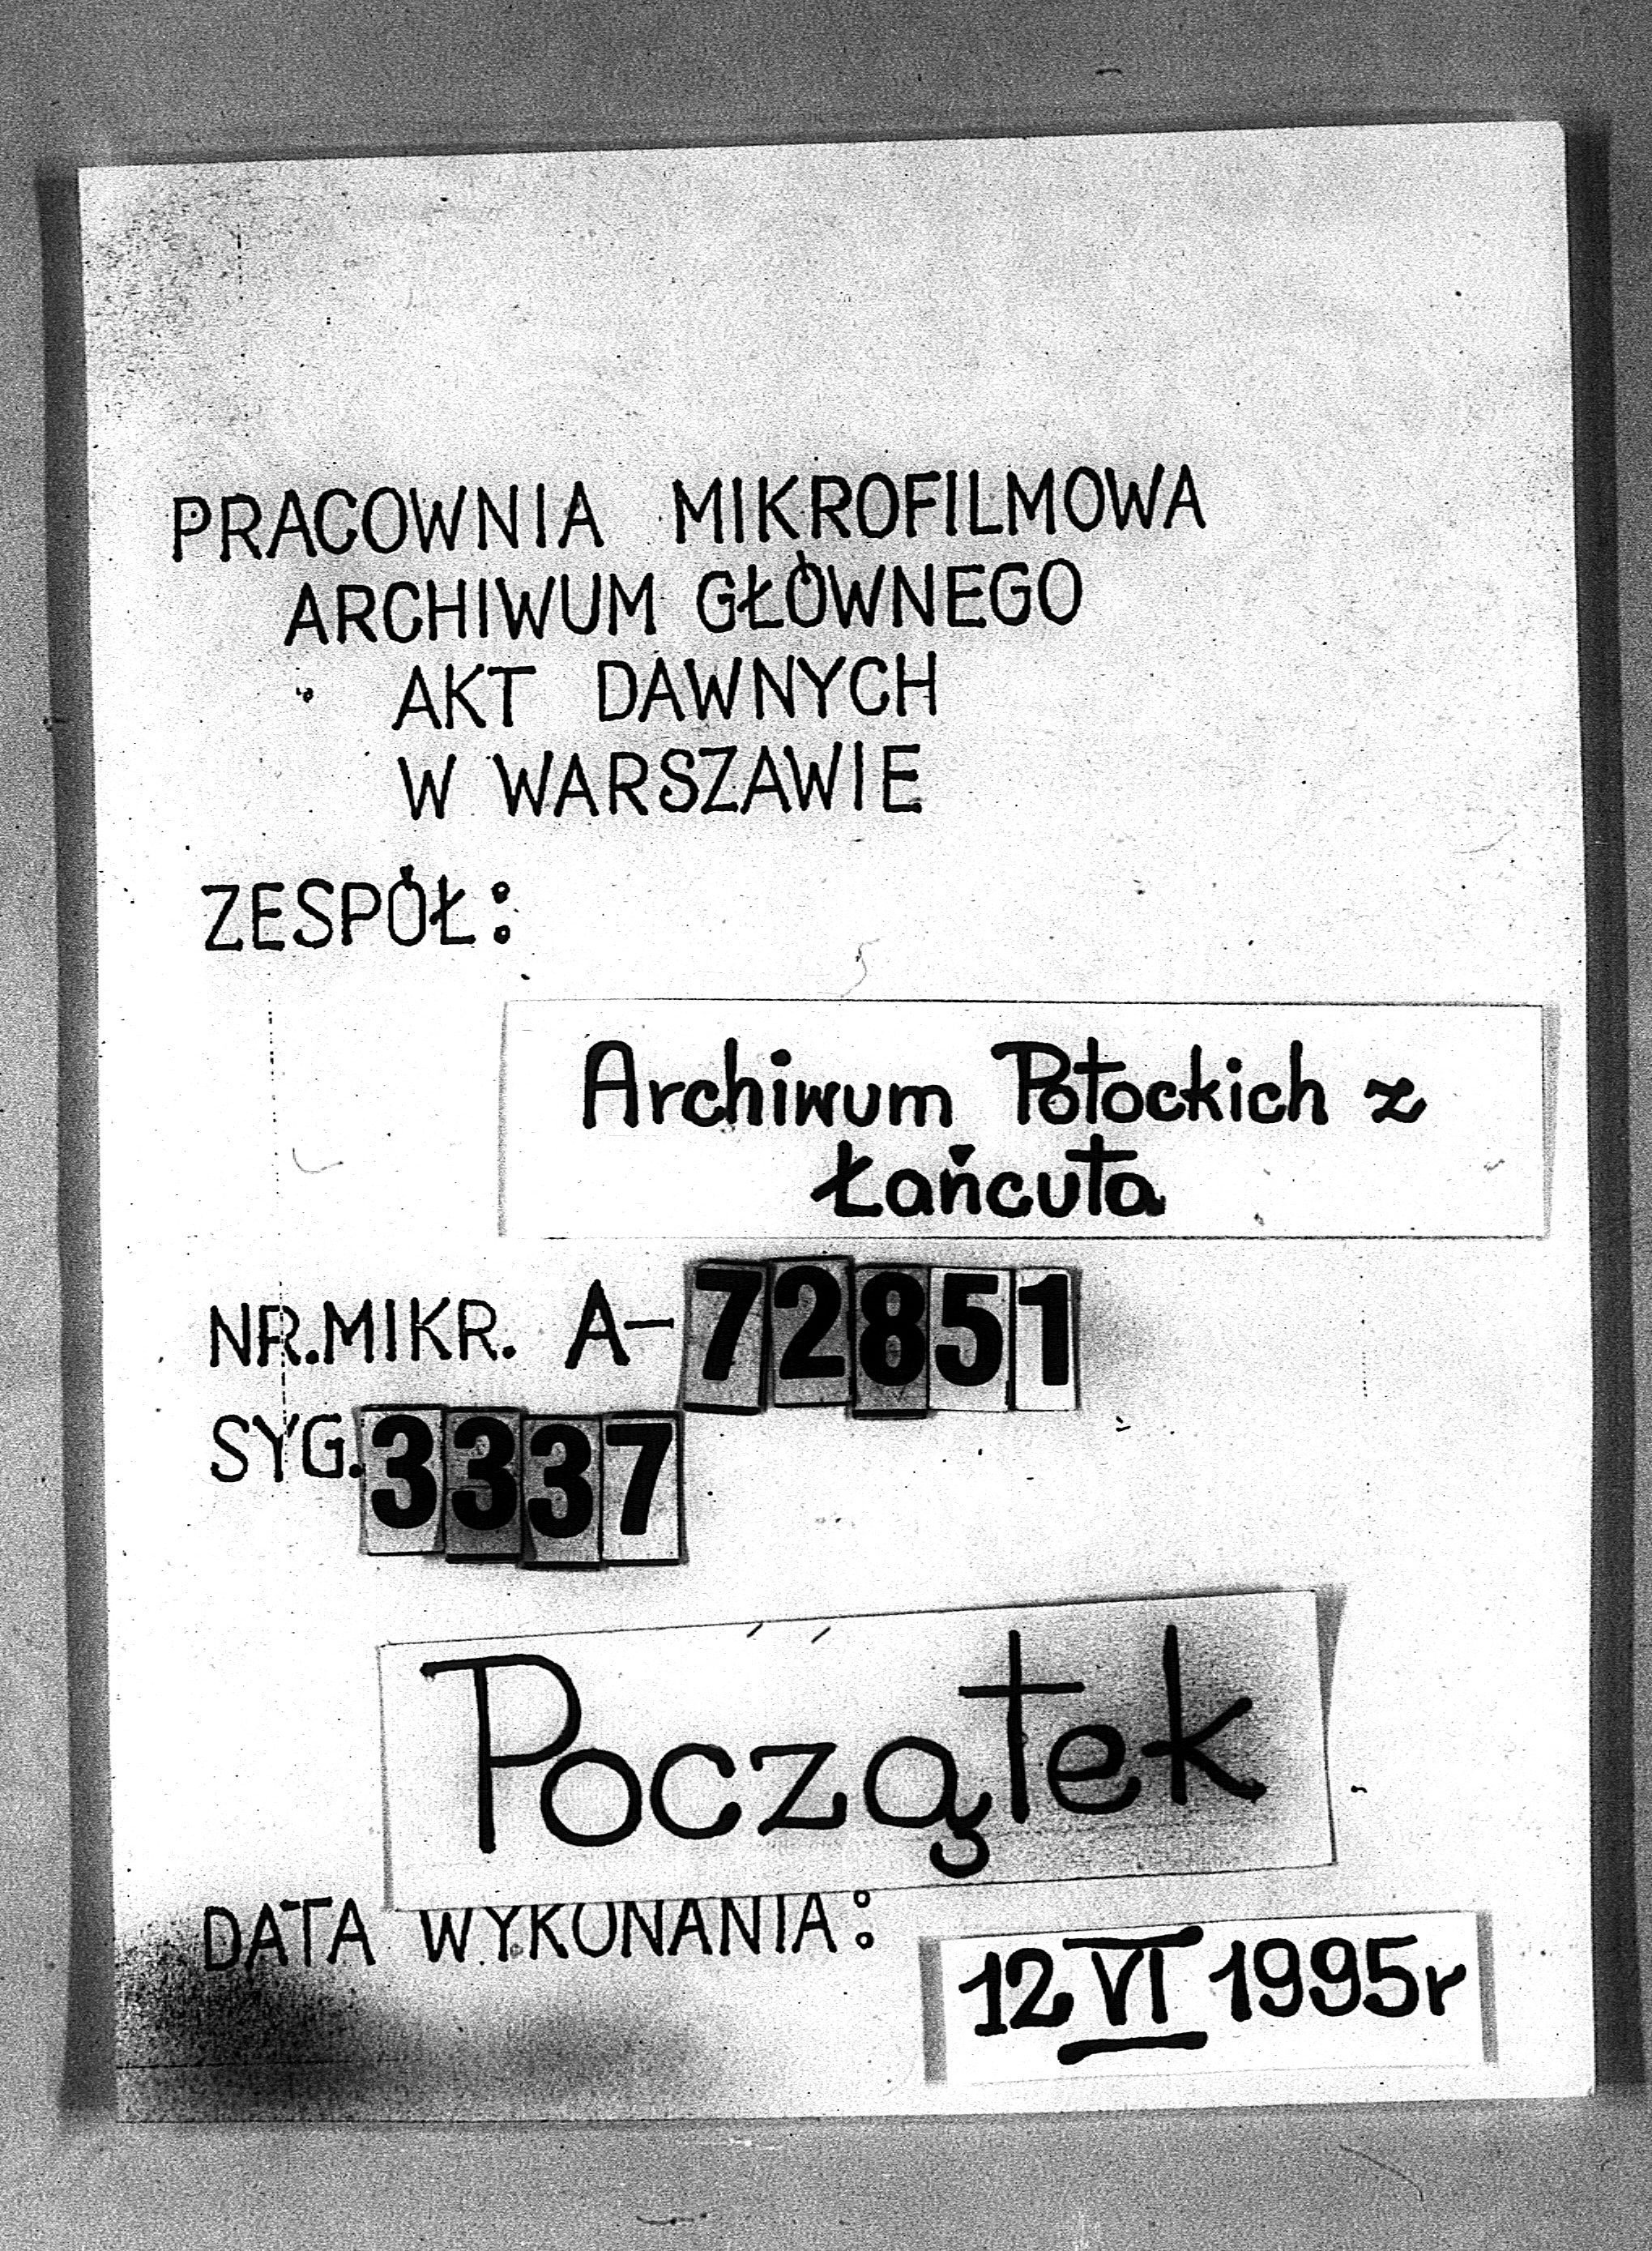 PRACOWNIA MIKROFILMOWA
ARCHIWUM GŁÓWNEGO
AKT DAWNYCH
W WARSZAWIE
ZESPÓŁ:
Archiwum Potockich z
Łańcuta
NR.MIKR. A-72851
SYG. 3337
Początek
DATA WYKONANIA:
12 VI 1995r